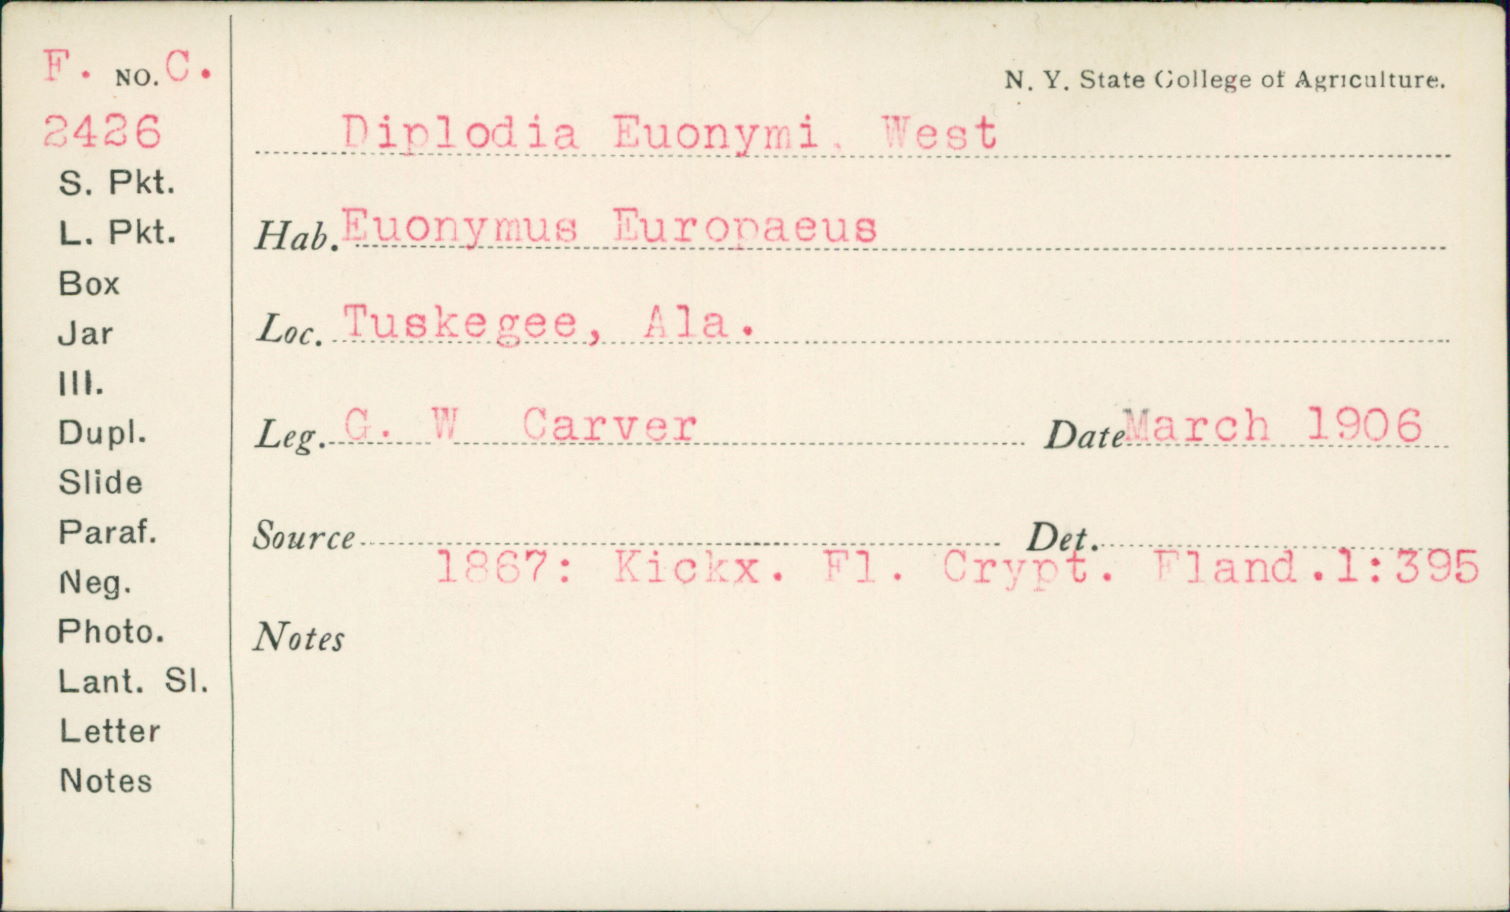 F. NO. C.
2426
S. Pkt.
L. Pkt.
Box
Jar
Ill.
Dupl.
Slide
Paraf.
Neg.
Photo.
Lant. Sl.
Letter
Notes
N. Y. State College of Agriculture.
Diplodia Euonymi. West
Hab. Euonymus Europaeus
Loc. Tuskegee, Ala.
Leg. G. W Carver Date March 1906
Source Det.
1867: Kickx. Fl. Crypt. Fland.1:395
Notes